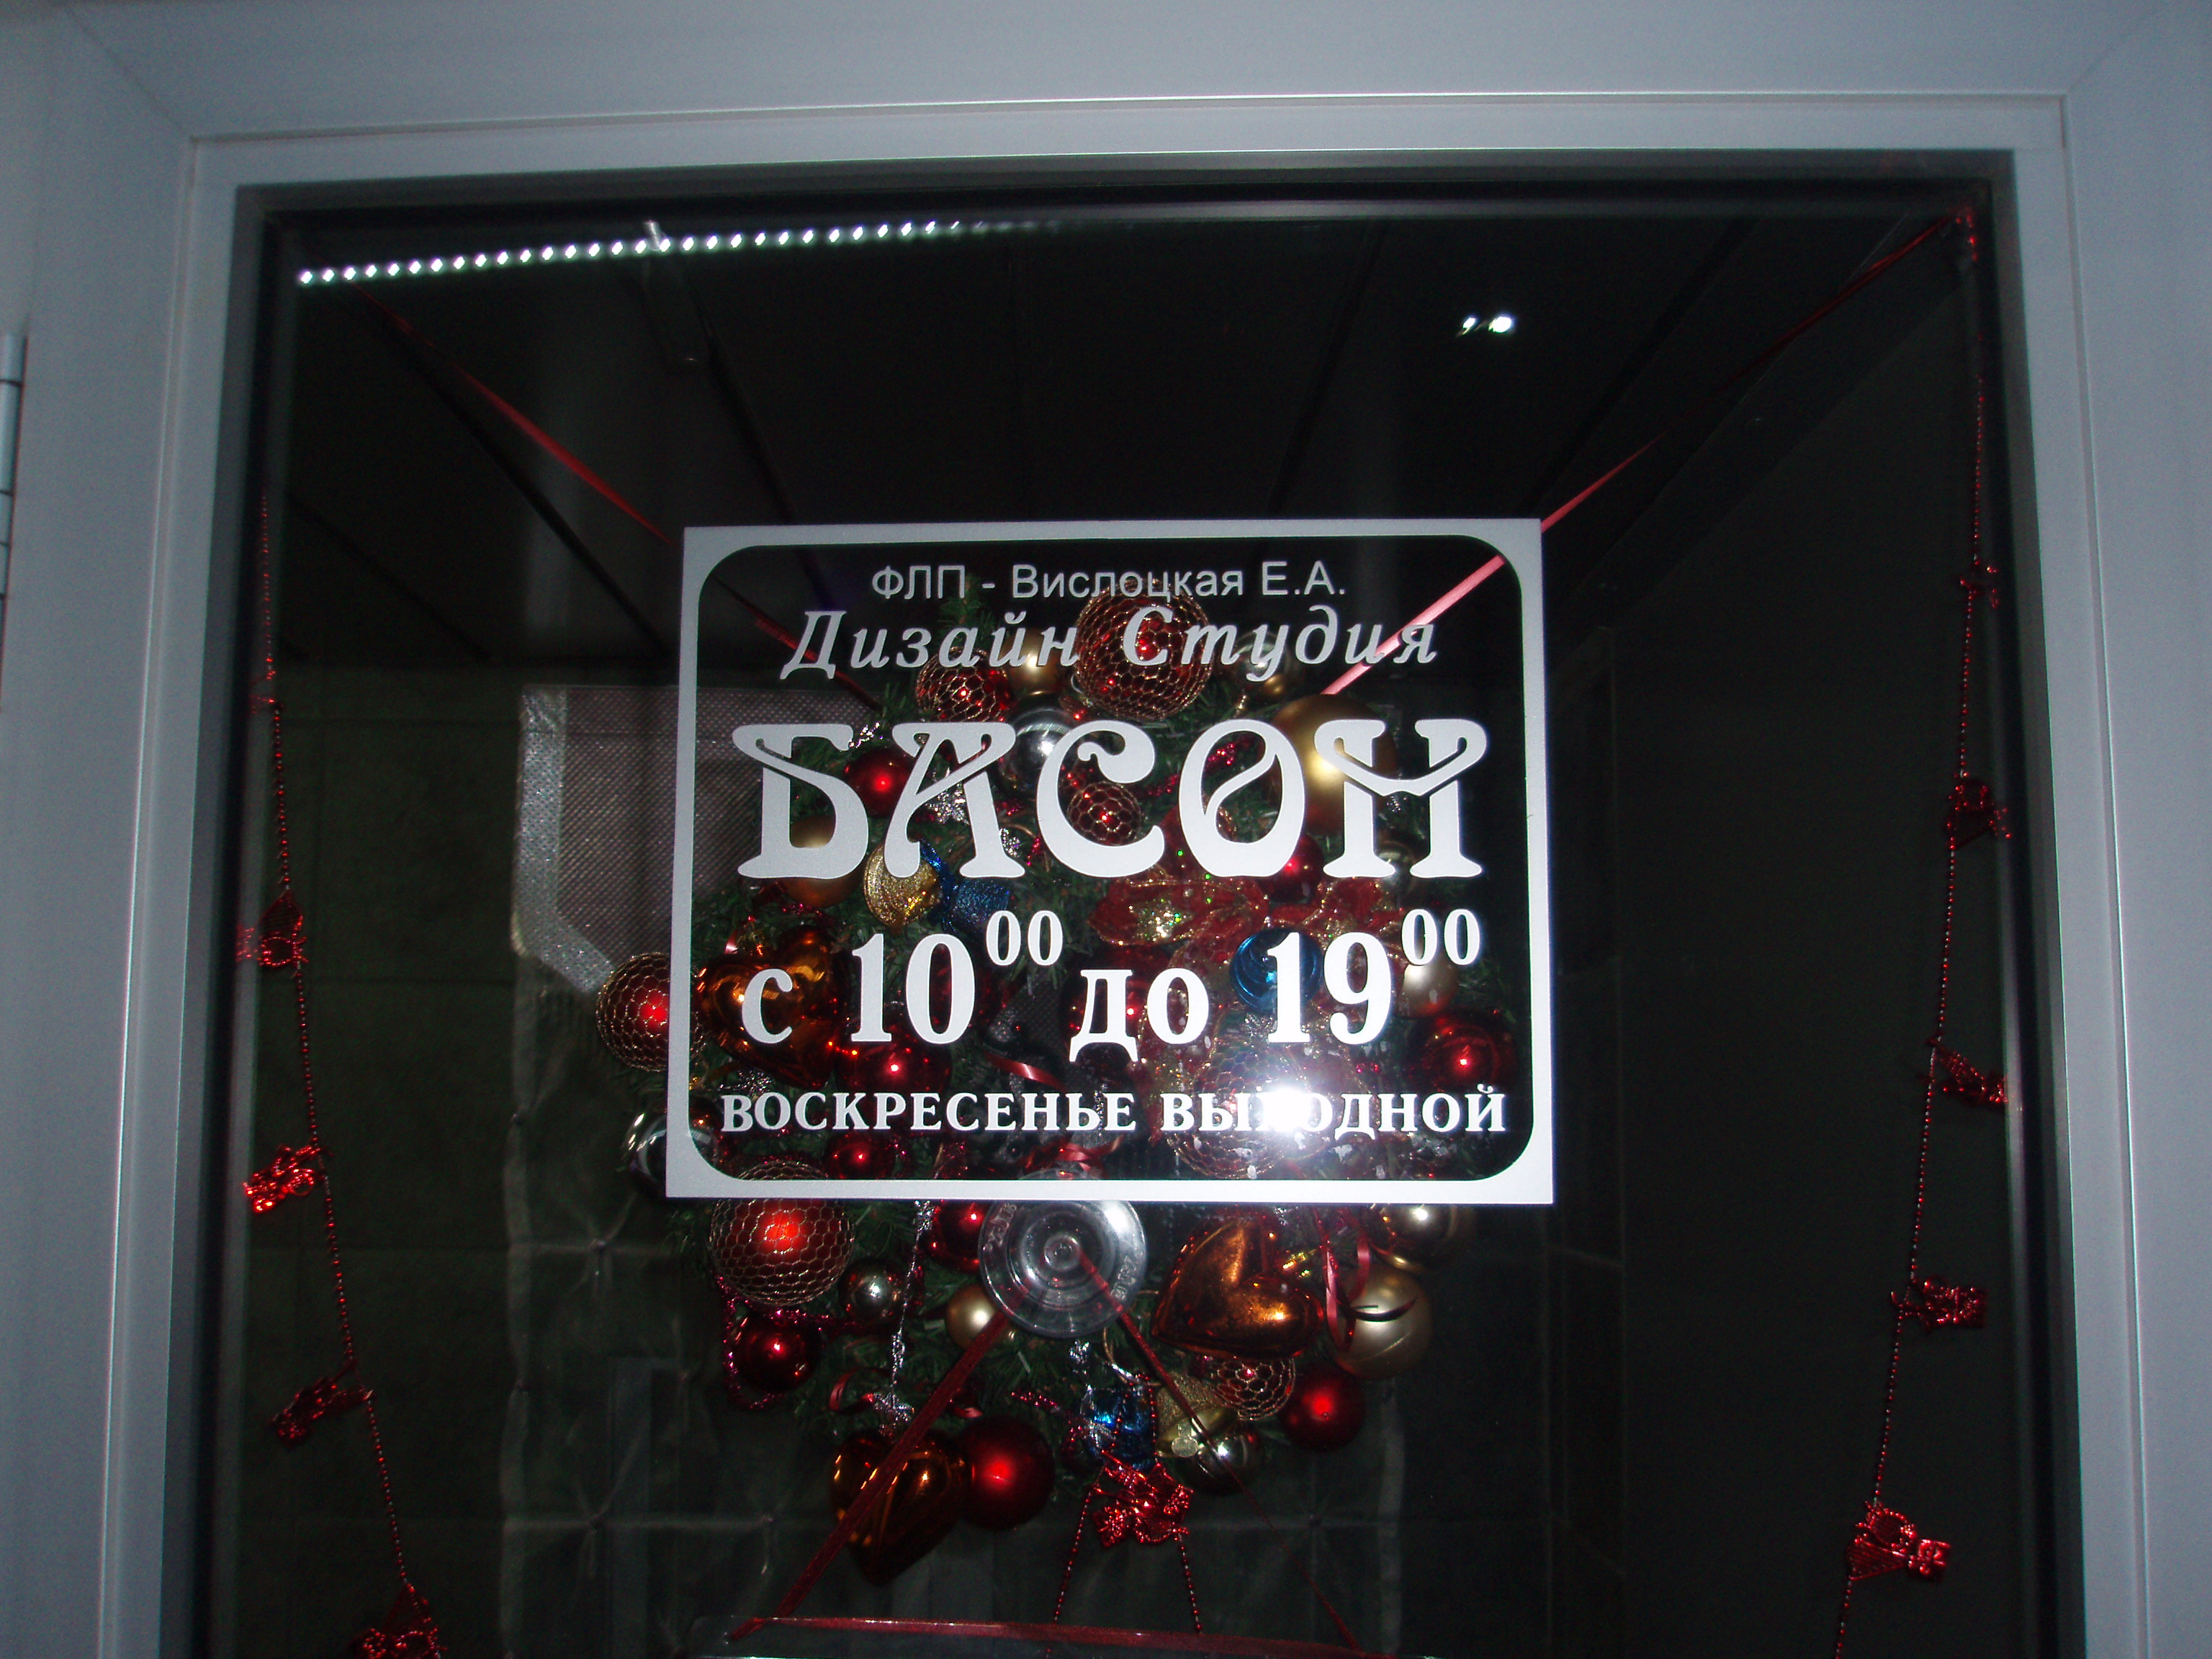 ФЛП - Вислоцкая Е.А.
Дизайн Студия
БАСОН
с 10⁰⁰ до 19⁰⁰
ВОСКРЕСЕНЬЕ ВЫХОДНОЙ